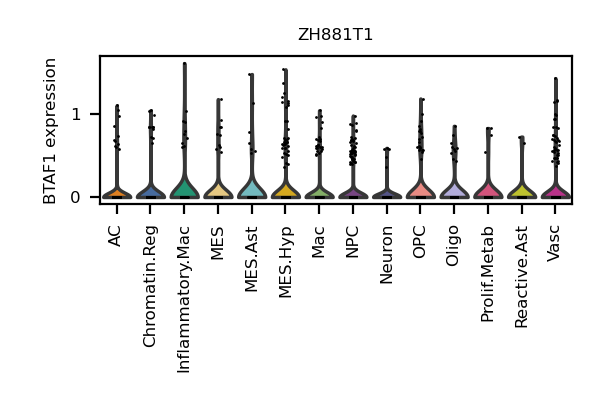 ZH881T1
BTAF1 expression
1
0
AC
Chromatin.Reg
Inflammatory.Mac
MES
MES.Ast
MES.Hyp
Mac
NPC
Neuron
OPC
Oligo
Prolif.Metab
Reactive.Ast
Vasc